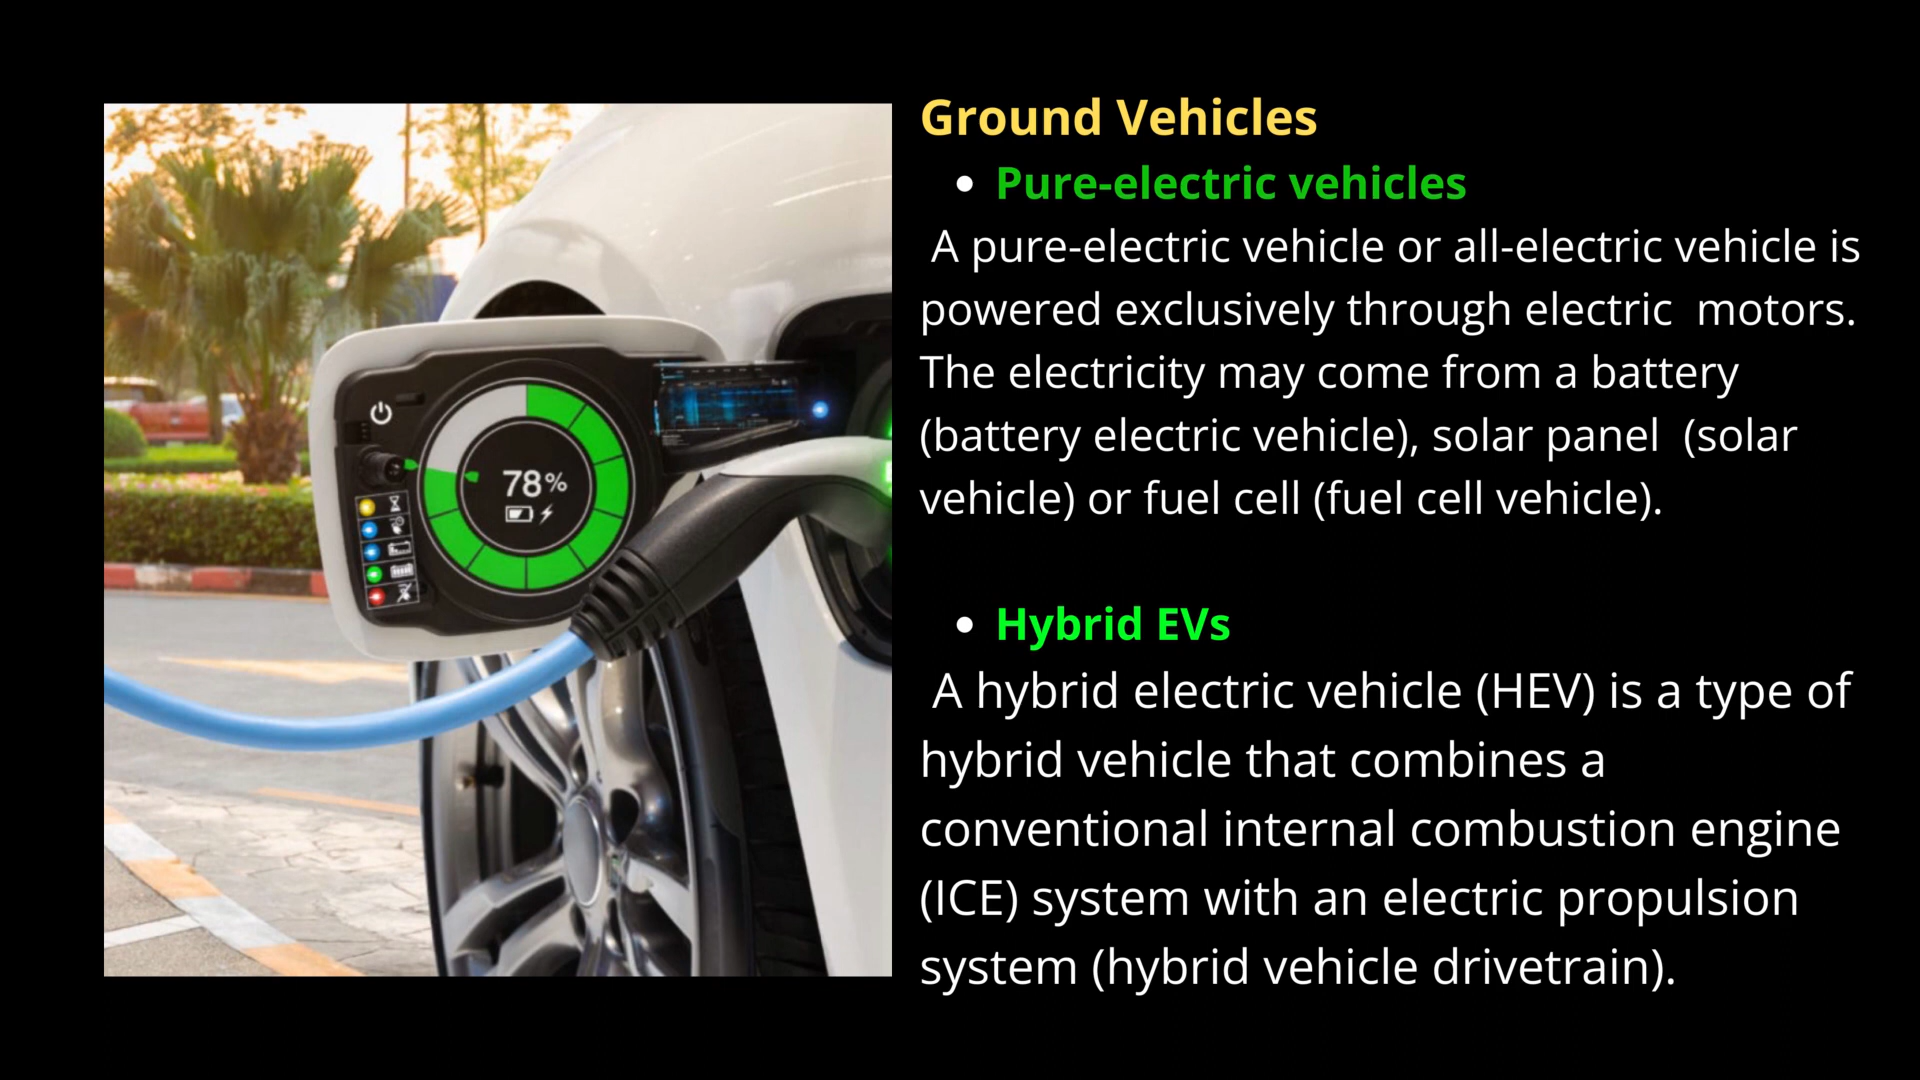 Ground Vehicles
• Pure-electric vehicles
A pure-electric vehicle or all-electric vehicle is
powered exclusively through electric  motors.
The electricity may come from a battery
(battery electric vehicle), solar panel  (solar
vehicle) or fuel cell (fuel cell vehicle).
• Hybrid EVs
A hybrid electric vehicle (HEV) is a type of
hybrid vehicle that combines a
conventional internal combustion engine
(ICE) system with an electric propulsion
system (hybrid vehicle drivetrain).
78%